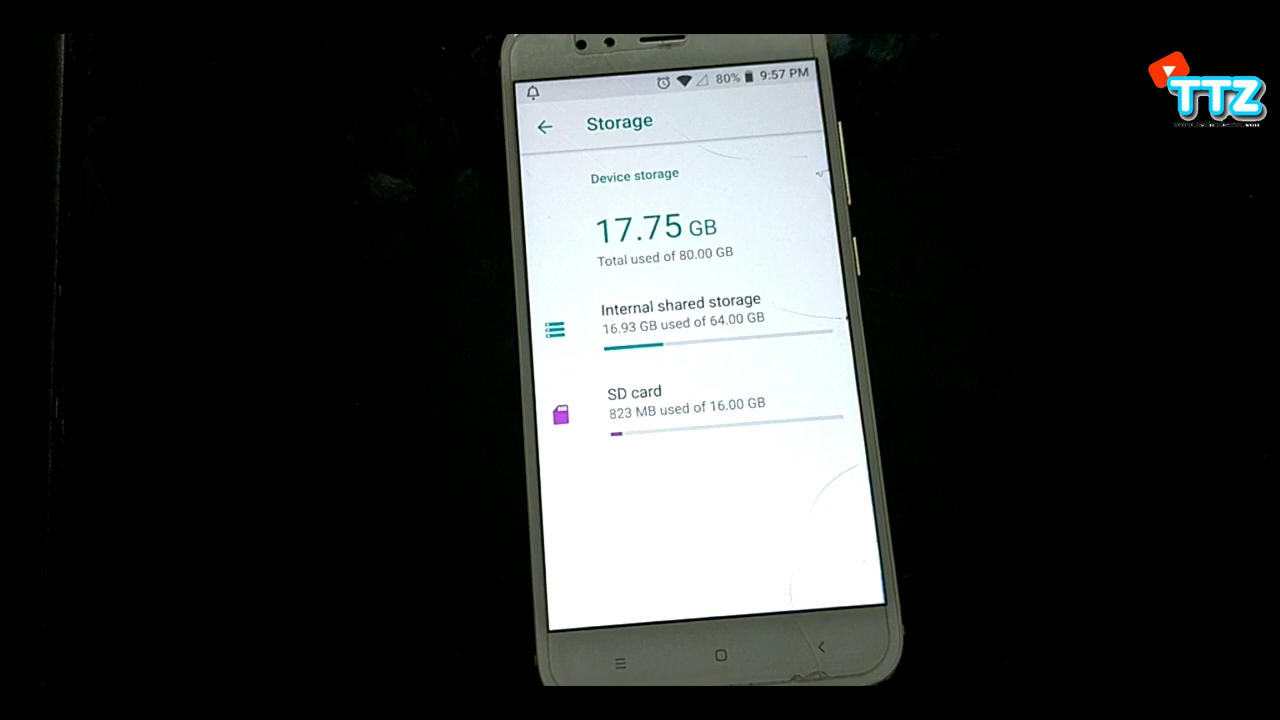 TTZ
80% 9:57 PM
Storage
Device storage
17.75 GB
Total used of 80.00 GB
Internal shared storage
16.93 GB used of 64.00 GB
SD card
823 MB used of 16.00 GB